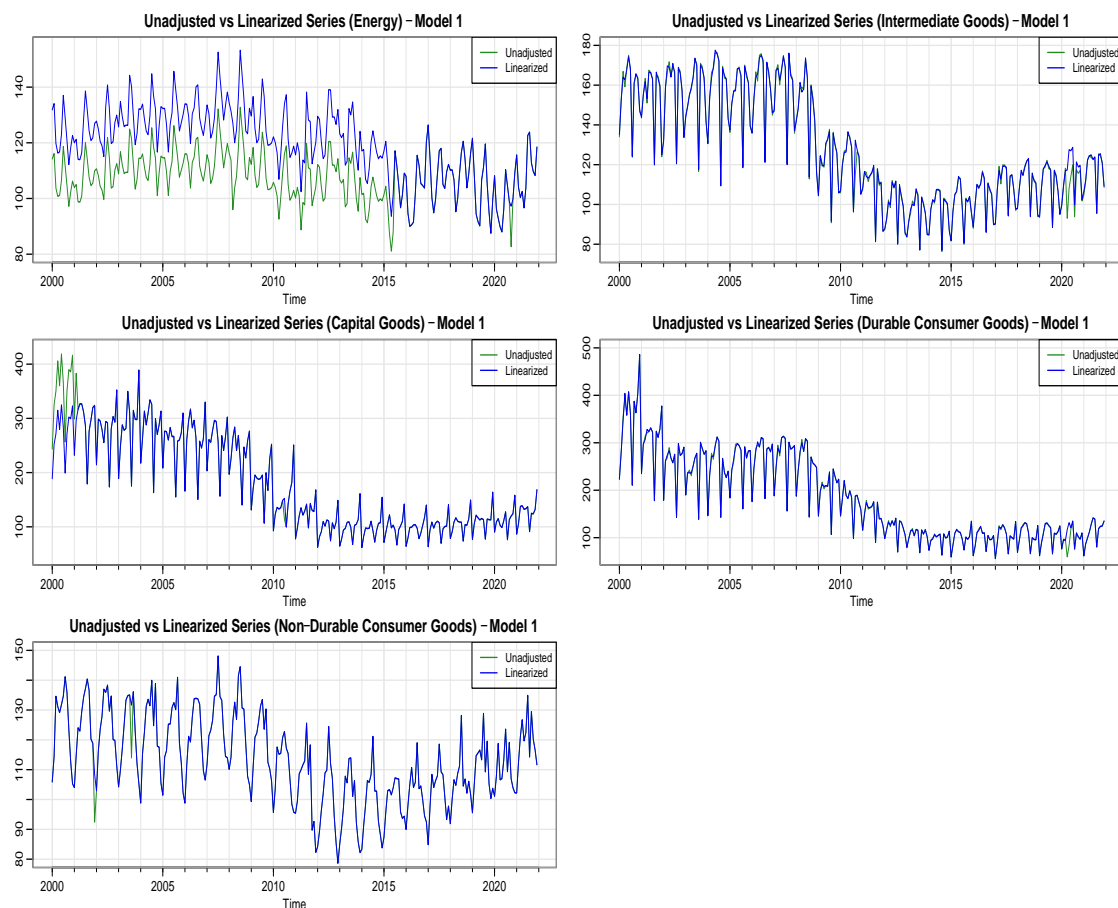 Unadjusted vs Linearized Series (Energy) – Model 1
Unadjusted
Linearized
80 100 120 140
2000 2005 2010 2015 2020
Time
Unadjusted vs Linearized Series (Intermediate Goods) – Model 1
Unadjusted
Linearized
80 100 120 140 160 180
2000 2005 2010 2015 2020
Time
Unadjusted vs Linearized Series (Capital Goods) – Model 1
Unadjusted
Linearized
100 200 300 400
2000 2005 2010 2015 2020
Time
Unadjusted vs Linearized Series (Durable Consumer Goods) – Model 1
Unadjusted
Linearized
100 200 300 400 500
2000 2005 2010 2015 2020
Time
Unadjusted vs Linearized Series (Non–Durable Consumer Goods) – Model 1
Unadjusted
Linearized
80 90 110 130 150
2000 2005 2010 2015 2020
Time